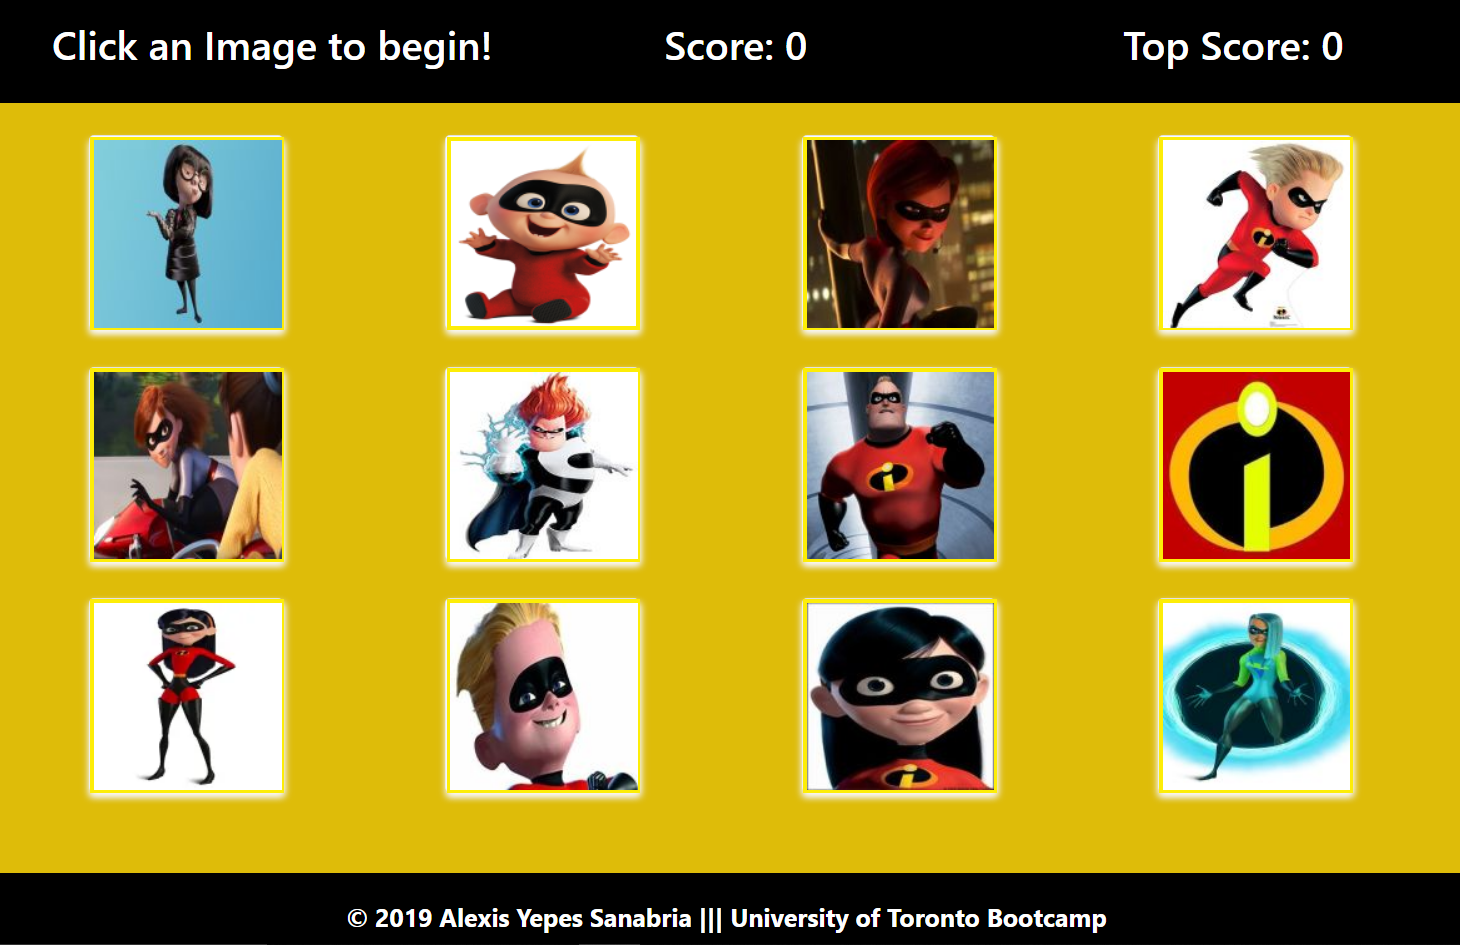 Click an Image to begin!
Score: 0
Top Score: 0
© 2019 Alexis Yepes Sanabria ||| University of Toronto Bootcamp